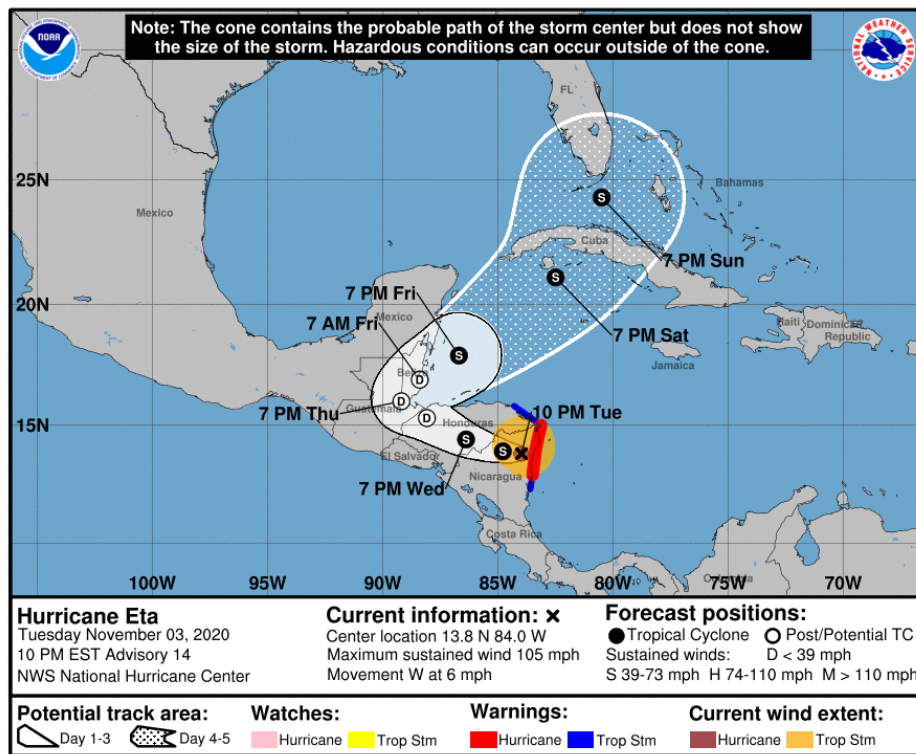 Note: The cone contains the probable path of the storm center but does not show
the size of the storm. Hazardous conditions can occur outside of the cone.
NOAA
NATIONAL WEATHER SERVICE
FL
25N
Mexico
Bahamas
Cuba
7 PM Sun
20N
7 PM Fri
Mexico
7 AM Fri
7 PM Sat
Haiti
Dominican
Republic
Jamaica
Belize
7 PM Thu
Guatemala
10 PM Tue
15N
Honduras
El Salvador
7 PM Wed
Nicaragua
Costa Rica
Colombia
S
S
S
D
D
D
S
S
100W
95W
90W
85W
80W
75W
70W
Hurricane Eta
Tuesday November 03, 2020
10 PM EST Advisory 14
NWS National Hurricane Center
Current information: x
Center location 13.8 N 84.0 W
Maximum sustained wind 105 mph
Movement W at 6 mph
Forecast positions:
Tropical Cyclone Post/Potential TC
Sustained winds: D < 39 mph
S 39-73 mph H 74-110 mph M > 110 mph
Potential track area:
Day 1-3 Day 4-5
Watches:
Hurricane Trop Stm
Warnings:
Hurricane Trop Stm
Current wind extent:
Hurricane Trop Stm